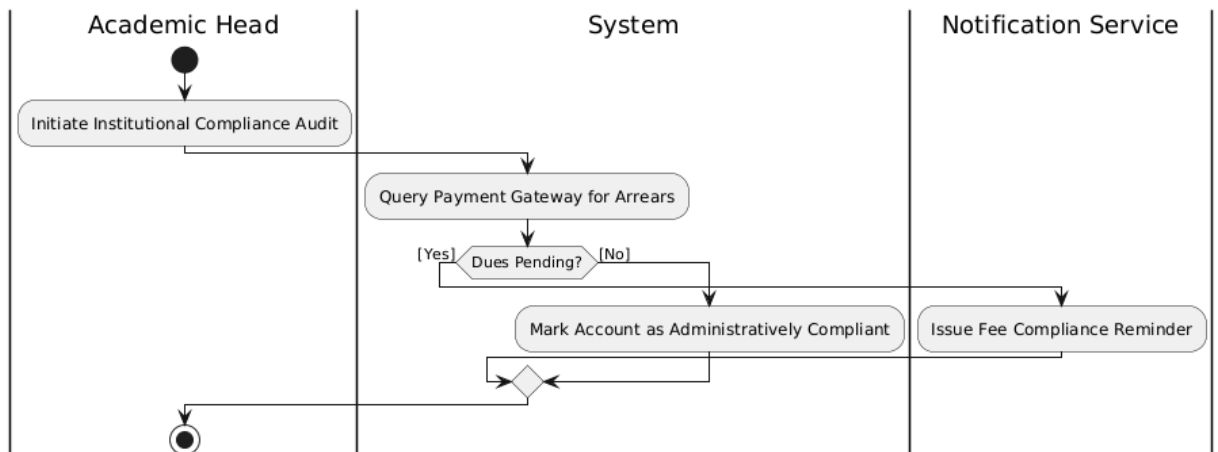 Academic Head
System
Notification Service
Initiate Institutional Compliance Audit
Query Payment Gateway for Arrears
[Yes]
Dues Pending?
[No]
Mark Account as Administratively Compliant
Issue Fee Compliance Reminder